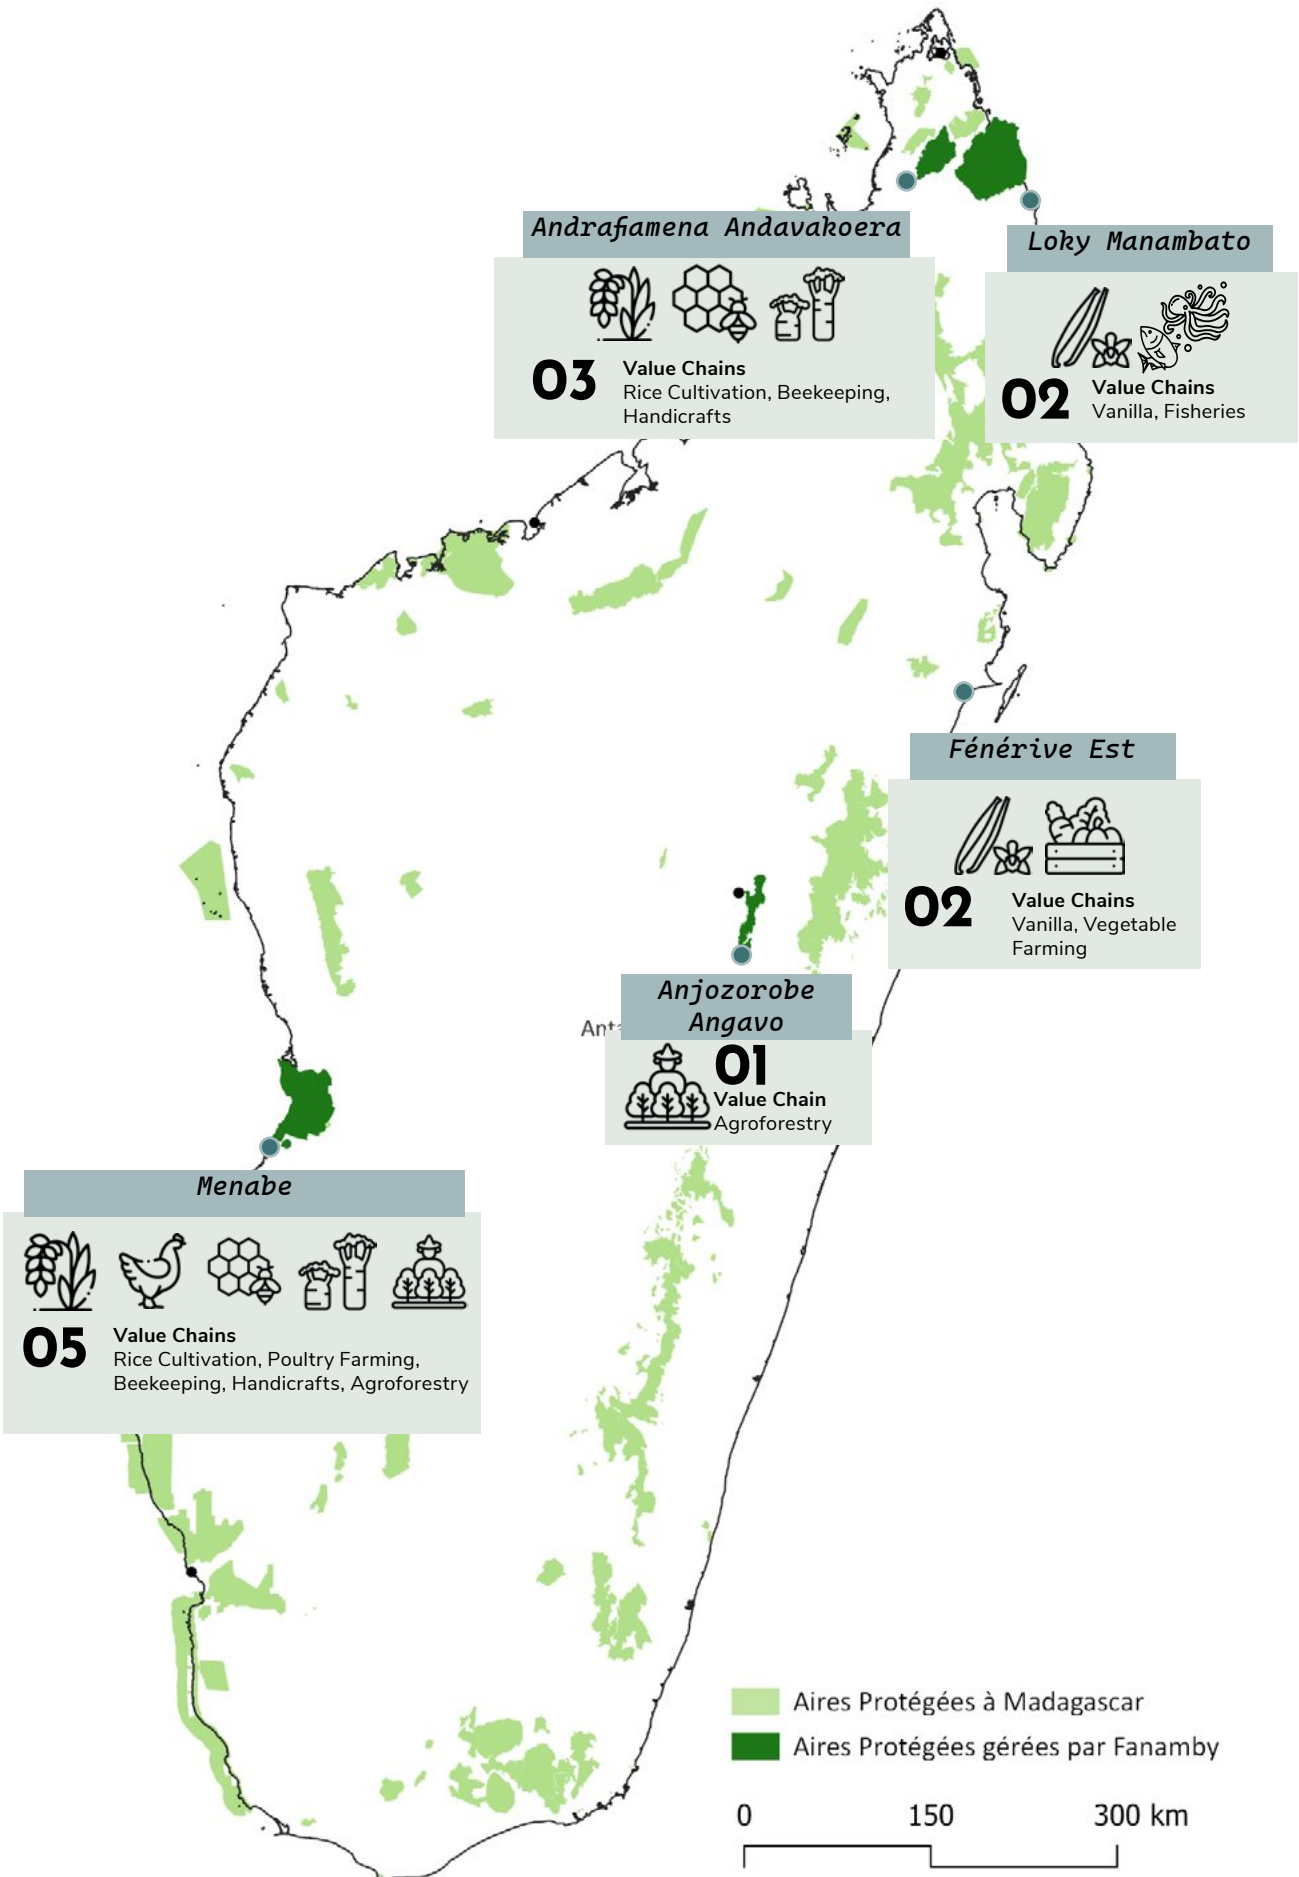 Andrafiamena Andavakoera
03
Value Chains
Rice Cultivation, Beekeeping,
Handicrafts
Loky Manambato
02
Value Chains
Vanilla, Fisheries
Fénérive Est
02
Value Chains
Vanilla, Vegetable
Farming
Anjozorobe
Angavo
01
Value Chain
Agroforestry
Menabe
05
Value Chains
Rice Cultivation, Poultry Farming,
Beekeeping, Handicrafts, Agroforestry
Aires Protégées à Madagascar
Aires Protégées gérées par Fanamby
0 150 300 km